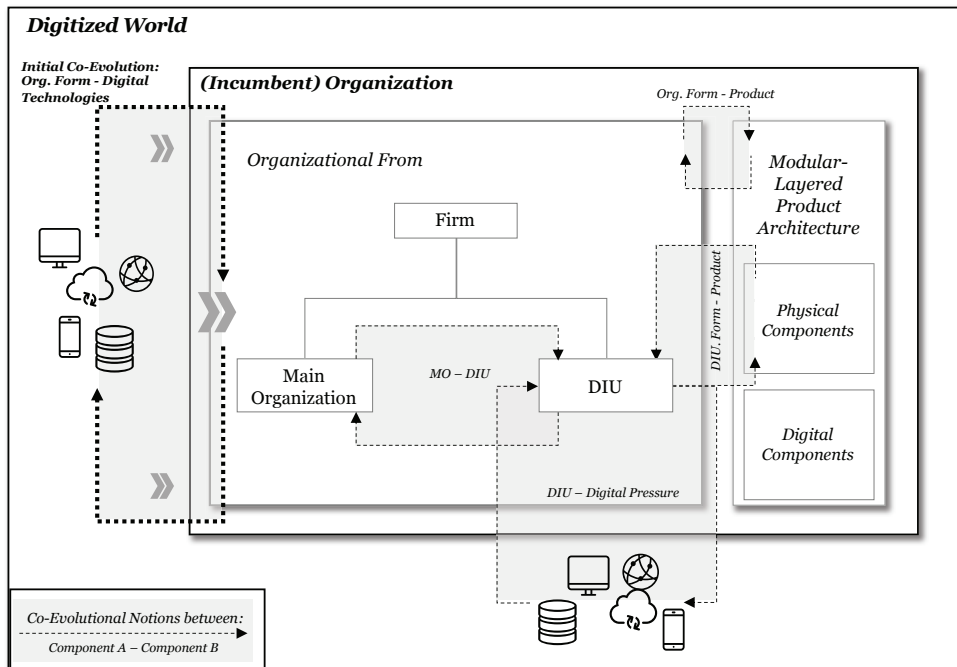 Digitized World
Initial Co-Evolution:
Org. Form - Digital
Technologies
(Incumbent) Organization
Org. Form - Product
Organizational From
Modular-
Layered
Product
Architecture
Firm
DIU. Form - Product
Physical
Components
Main
Organization
MO – DIU
DIU
Digital
Components
DIU – Digital Pressure
Co-Evolutional Notions between:
Component A – Component B